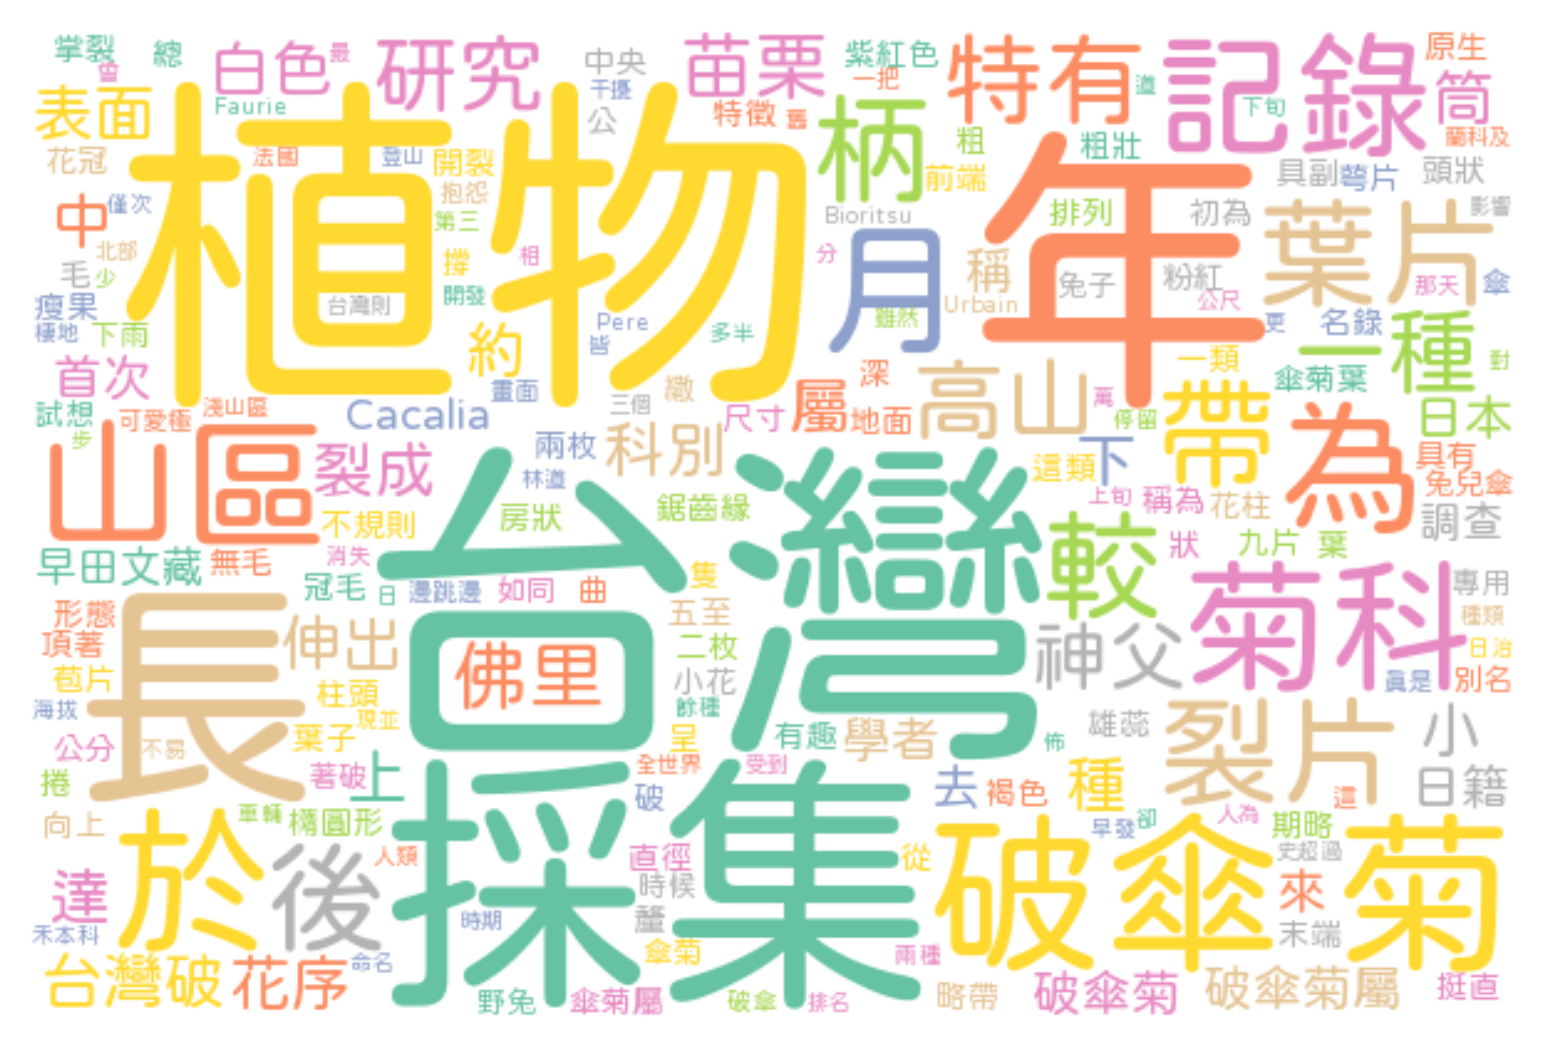 掌裂 總 白色 最 研究 中央 苗栗 紫紅色 特有 記錄 原生
表面 Faurie 干擾 公 特徵 舊 一把 道 下旬 筒
花冠 法國 登山 開裂 植物 柄 粗 粗壯 年 蘭科及
中 僅次 抱怨 前端 具副 萼片 頭狀
北部 第三 Bioritsu 排列 初為 葉片 影響
毛 少 撐 相 分 月 稱 兔子 粉紅 那天 傘
瘦果 台灣則 開發 Urbain 公尺
棲地 下雨 約 Pere 皆 多半 雖然 更 名錄 一種
首次 畫面 深 高山 一類 對
試想 可愛極 淺山區 Cacalia 三個 繖 尺寸 屬 地面 萬 停留 帶 傘菊葉 日本
步 山區 裂成 兩枚 科別 這類 下 為 具有
不規則 林道 房狀 鋸齒緣 上旬 稱為 花柱 兔兒傘 調查
早田文藏 無毛 消失 台灣 較 狀 九片 葉
冠毛 日 邊跳邊 如同 曲 隻 菊科 專用
形態 長 伸出 五至 種類
頂著 佛里 二枚 神父 日治
苞片 柱頭 小花 眞是 別名
海拔 現並 餘種 雄蕊 裂片 小
公分 不易 葉子 呈 有趣 學者 佈
捲 著破 上 全世界 受到 去 褐色 種 這 日籍
向上 車輛 橢圓形 採集 破 早發 卻 人為 期略
於 後 人類 直徑 從 破傘菊 史超過
達 時候 來
禾本科 時期 釐 末端
台灣破 花序 命名 傘菊 兩種
野兔 傘菊屬 破傘 排名 略帶 破傘菊 破傘菊屬 挺直